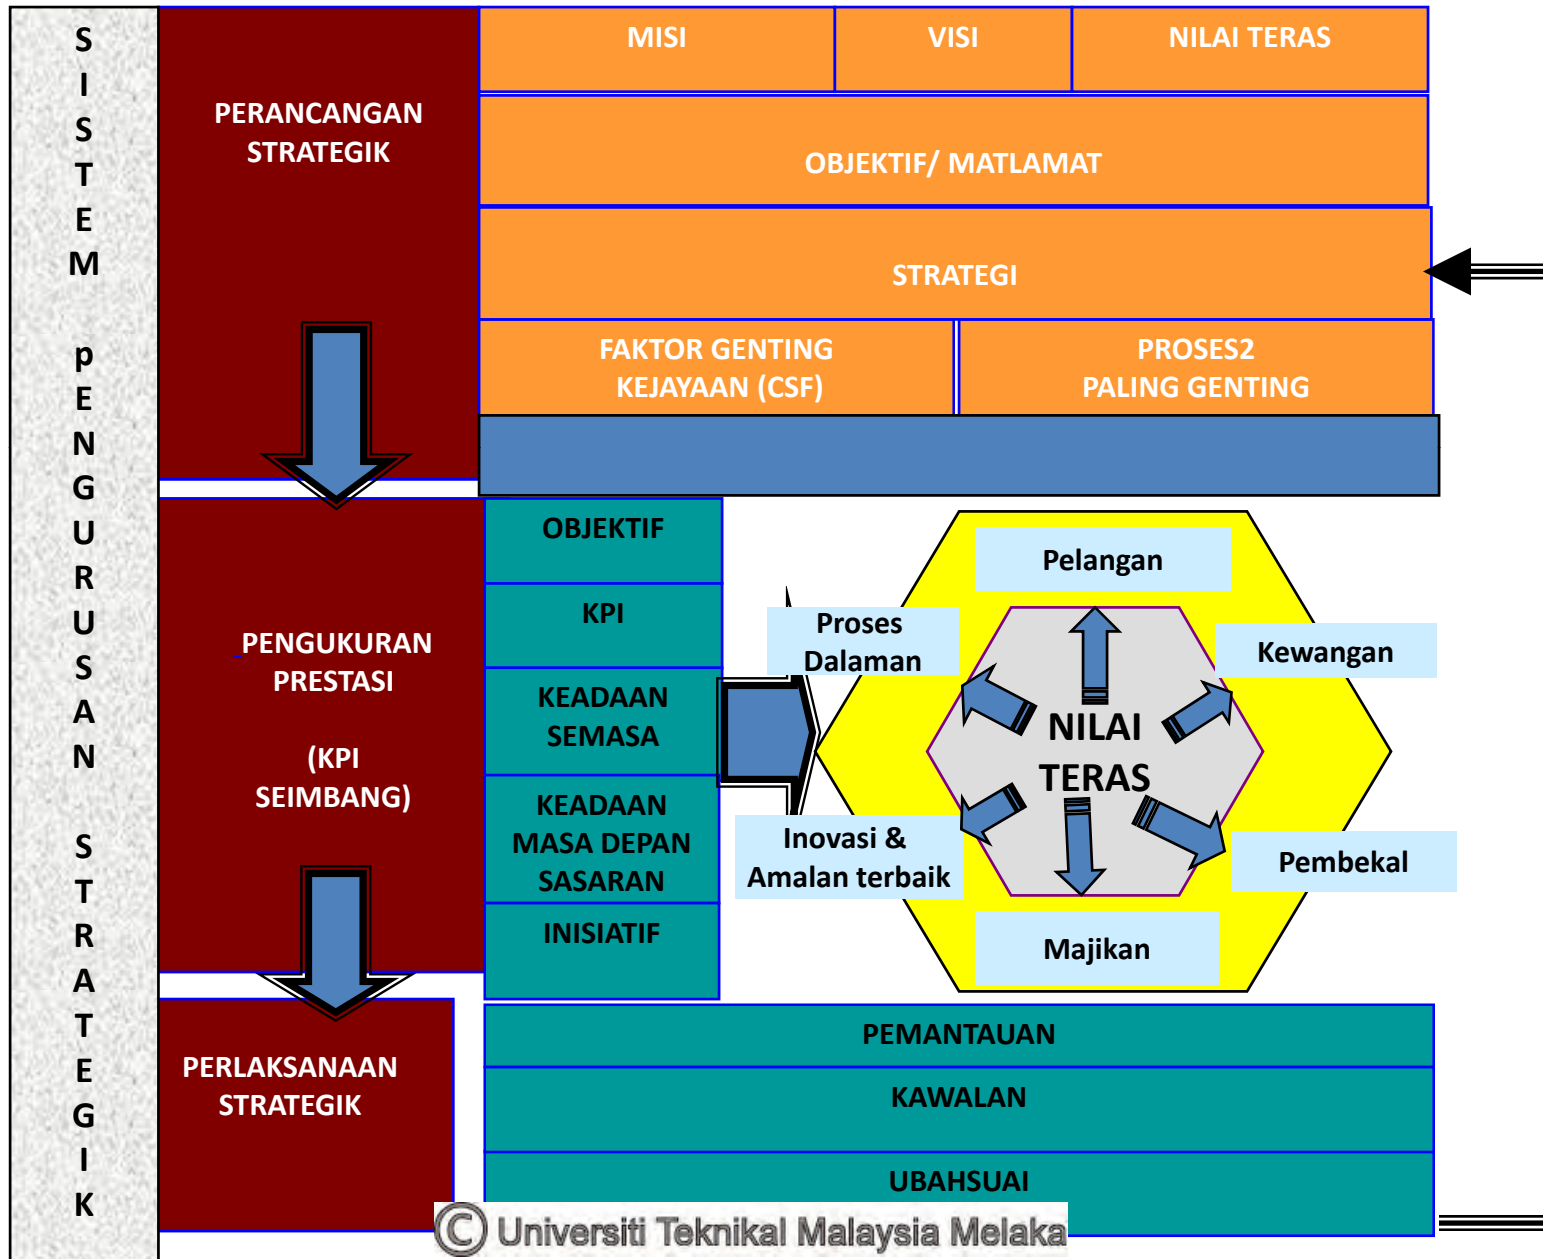 SISTEM pENGURUSAN STRATEGIK
PERANCANGAN
STRATEGIK
MISI
VISI
NILAI TERAS
OBJEKTIF/ MATLAMAT
STRATEGI
FAKTOR GENTING
KEJAYAAN (CSF)
PROSES2
PALING GENTING
PENGUKURAN
PRESTASI
(KPI
SEIMBANG)
OBJEKTIF
KPI
KEADAAN
SEMASA
KEADAAN
MASA DEPAN
SASARAN
INISIATIF
Pelangan
Proses
Dalaman
Kewangan
NILAI
TERAS
Inovasi &
Amalan terbaik
Pembekal
Majikan
PERLAKSANAAN
STRATEGIK
PEMANTAUAN
KAWALAN
UBAHSUAI
© Universiti Teknikal Malaysia Melaka